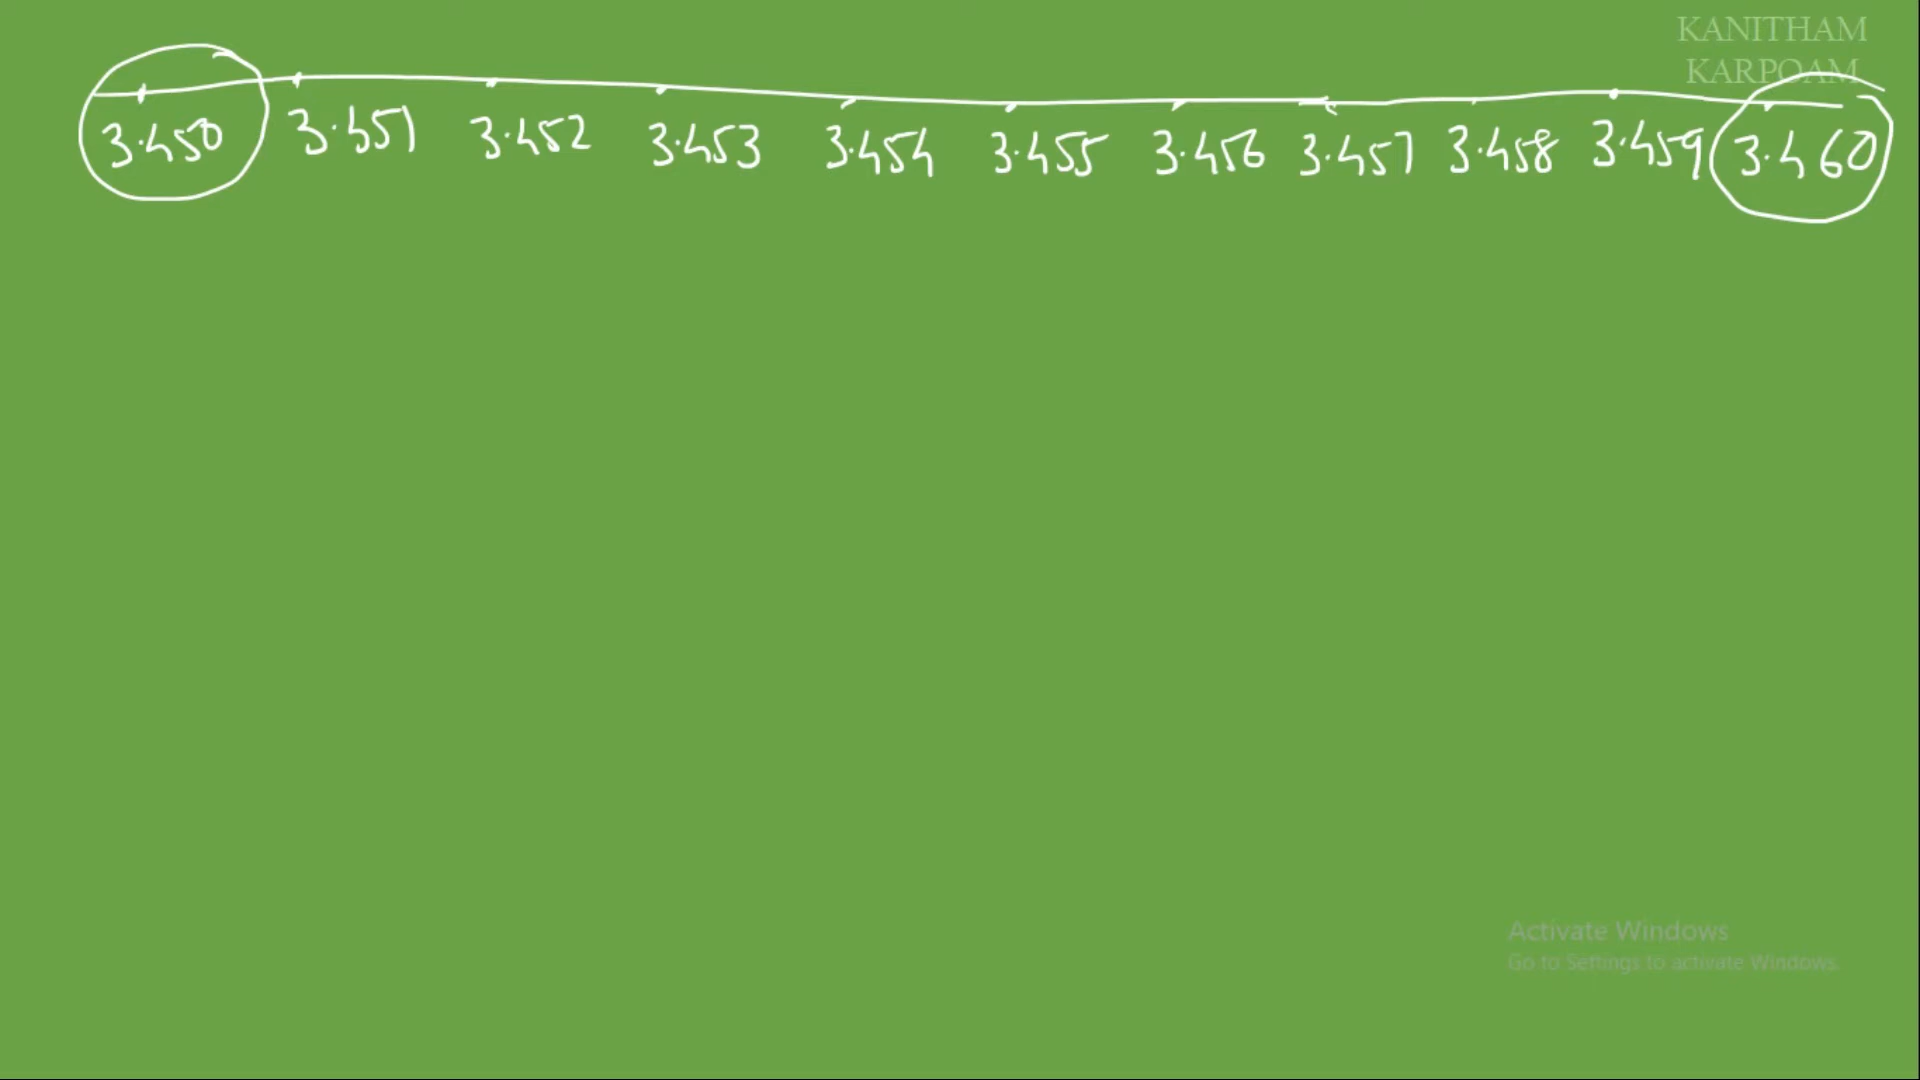 KANITHAM
KARPOAM
3.450 3.451 3.452 3.453 3.454 3.455 3.456 3.457 3.458 3.459 3.460
Activate Windows
Go to Settings to activate Windows.